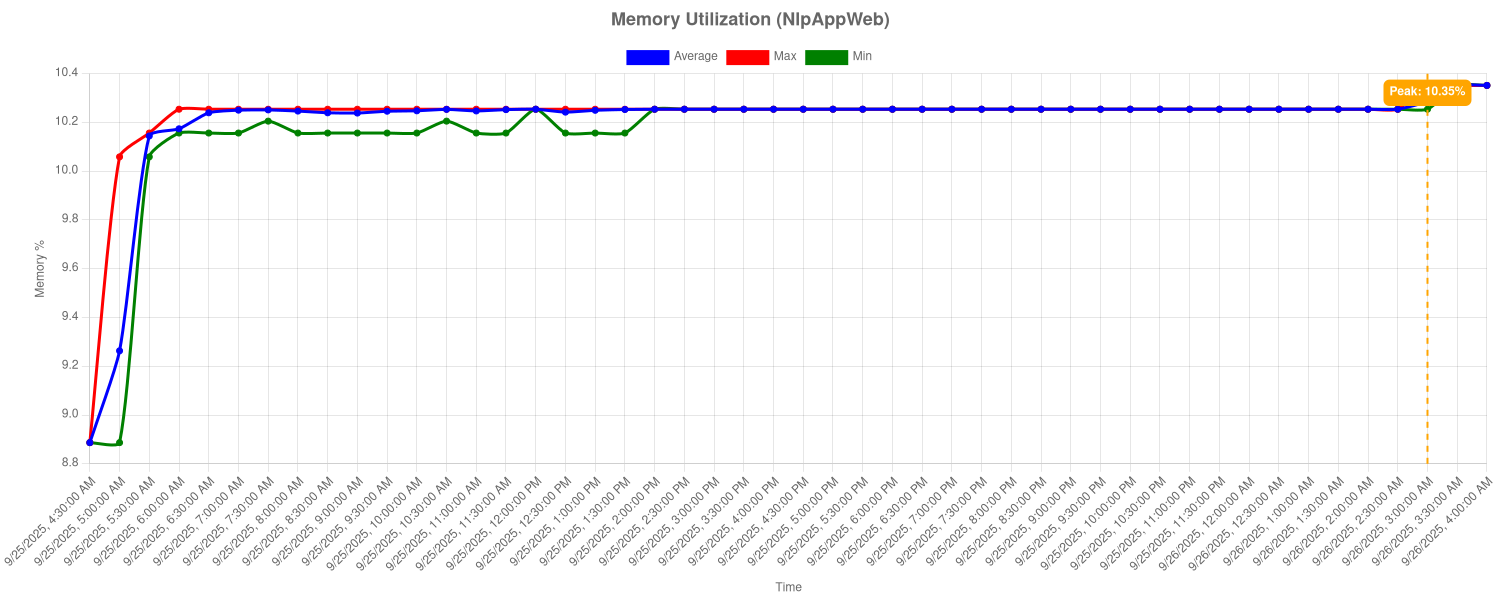 Memory Utilization (NlpAppWeb)
Average Max Min
10.4
Peak: 10.35%
10.2
10.0
9.8
9.6
9.4
9.2
9.0
8.8
Memory %
9/25/2025, 4:30:00 AM
9/25/2025, 5:00:00 AM
9/25/2025, 5:30:00 AM
9/25/2025, 6:00:00 AM
9/25/2025, 6:30:00 AM
9/25/2025, 7:00:00 AM
9/25/2025, 7:30:00 AM
9/25/2025, 8:00:00 AM
9/25/2025, 8:30:00 AM
9/25/2025, 9:00:00 AM
9/25/2025, 9:30:00 AM
9/25/2025, 10:00:00 AM
9/25/2025, 10:30:00 AM
9/25/2025, 11:00:00 AM
9/25/2025, 11:30:00 AM
9/25/2025, 12:00:00 PM
9/25/2025, 12:30:00 PM
9/25/2025, 1:00:00 PM
9/25/2025, 1:30:00 PM
9/25/2025, 2:00:00 PM
9/25/2025, 2:30:00 PM
9/25/2025, 3:00:00 PM
9/25/2025, 3:30:00 PM
9/25/2025, 4:00:00 PM
9/25/2025, 4:30:00 PM
9/25/2025, 5:00:00 PM
9/25/2025, 5:30:00 PM
9/25/2025, 6:00:00 PM
9/25/2025, 6:30:00 PM
9/25/2025, 7:00:00 PM
9/25/2025, 7:30:00 PM
9/25/2025, 8:00:00 PM
9/25/2025, 8:30:00 PM
9/25/2025, 9:00:00 PM
9/25/2025, 9:30:00 PM
9/25/2025, 10:00:00 PM
9/25/2025, 10:30:00 PM
9/25/2025, 11:00:00 PM
9/25/2025, 11:30:00 PM
9/26/2025, 12:00:00 AM
9/26/2025, 12:30:00 AM
9/26/2025, 1:00:00 AM
9/26/2025, 1:30:00 AM
9/26/2025, 2:00:00 AM
9/26/2025, 2:30:00 AM
9/26/2025, 3:00:00 AM
9/26/2025, 3:30:00 AM
9/26/2025, 4:00:00 AM
Time